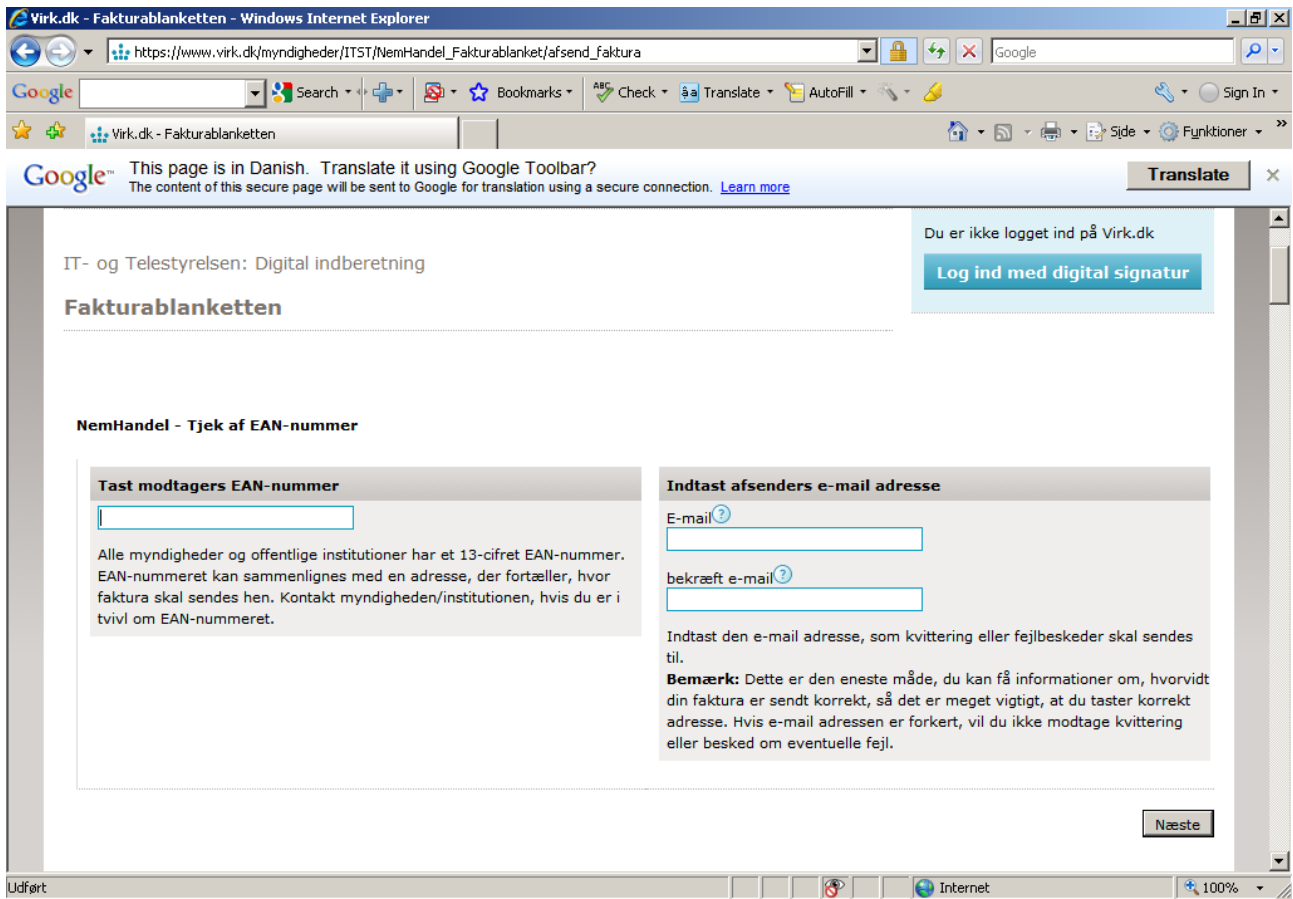 Virk.dk - Fakturablanketten - Windows Internet Explorer
https://www.virk.dk/myndigheder/ITST/NemHandel_Fakturablanket/afsend_faktura
Google
Google
Search
Bookmarks
ABC
Check
Translate
AutoFill
Sign In
Virk.dk - Fakturablanketten
Side
Funktioner
»
Google™
This page is in Danish. Translate it using Google Toolbar?
The content of this secure page will be sent to Google for translation using a secure connection. Learn more
Translate
Du er ikke logget ind på Virk.dk
Log ind med digital signatur
IT- og Telestyrelsen: Digital indberetning
Fakturablanketten
NemHandel - Tjek af EAN-nummer
Tast modtagers EAN-nummer
Alle myndigheder og offentlige institutioner har et 13-cifret EAN-nummer.
EAN-nummeret kan sammenlignes med en adresse, der fortæller, hvor
faktura skal sendes hen. Kontakt myndigheden/institutionen, hvis du er i
tvivl om EAN-nummeret.
Indtast afsenders e-mail adresse
E-mail ?
bekræft e-mail ?
Indtast den e-mail adresse, som kvittering eller fejlbeskeder skal sendes
til.
Bemærk: Dette er den eneste måde, du kan få informationer om, hvorvidt
din faktura er sendt korrekt, så det er meget vigtigt, at du taster korrekt
adresse. Hvis e-mail adressen er forkert, vil du ikke modtage kvittering
eller besked om eventuelle fejl.
Næste
Udført
Internet
100%